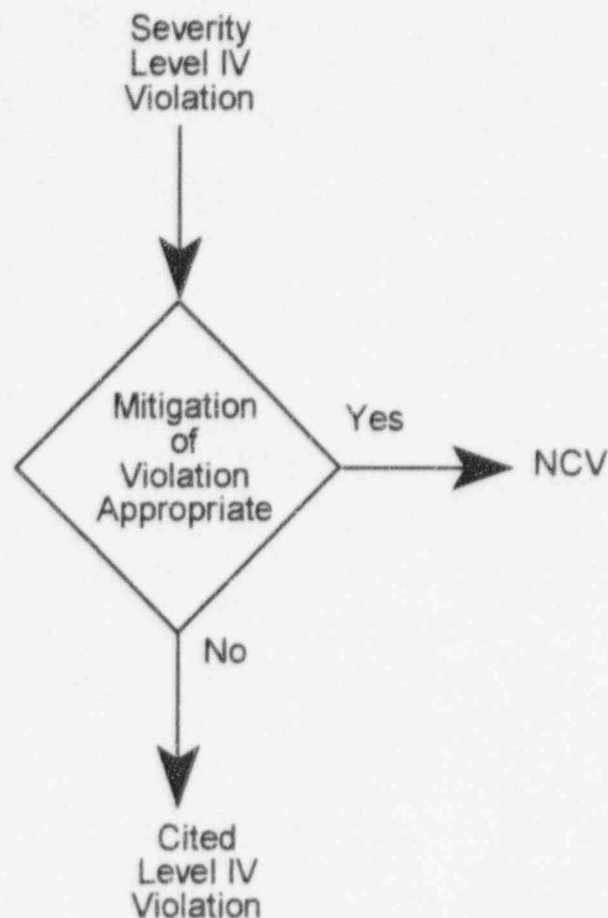 Severity
Level IV
Violation
Mitigation
of
Violation
Appropriate
Yes
NCV
No
Cited
Level IV
Violation